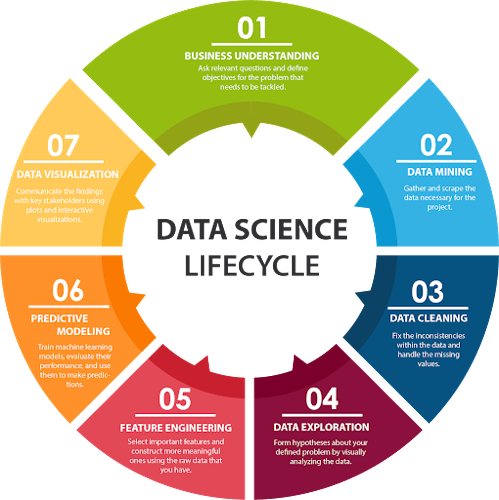 01
BUSINESS UNDERSTANDING
Ask relevant questions and define
objectives for the problem that
needs to be tackled.
02
DATA MINING
Gather and scrape the
data necessary for the
project.
03
DATA CLEANING
Fix the inconsistencies
within the data and
handle the missing
values.
04
DATA EXPLORATION
Form hypotheses about your
defined problem by visually
analyzing the data.
05
FEATURE ENGINEERING
Select important features and
construct more meaningful
ones using the raw data that
you have.
06
PREDICTIVE
MODELING
Train machine learning
models, evaluate their
performance, and use
them to make predic-
tions.
07
DATA VISUALIZATION
Communicate the findings
with key stakeholders using
plots and interactive
visualizations.
DATA SCIENCE
LIFECYCLE